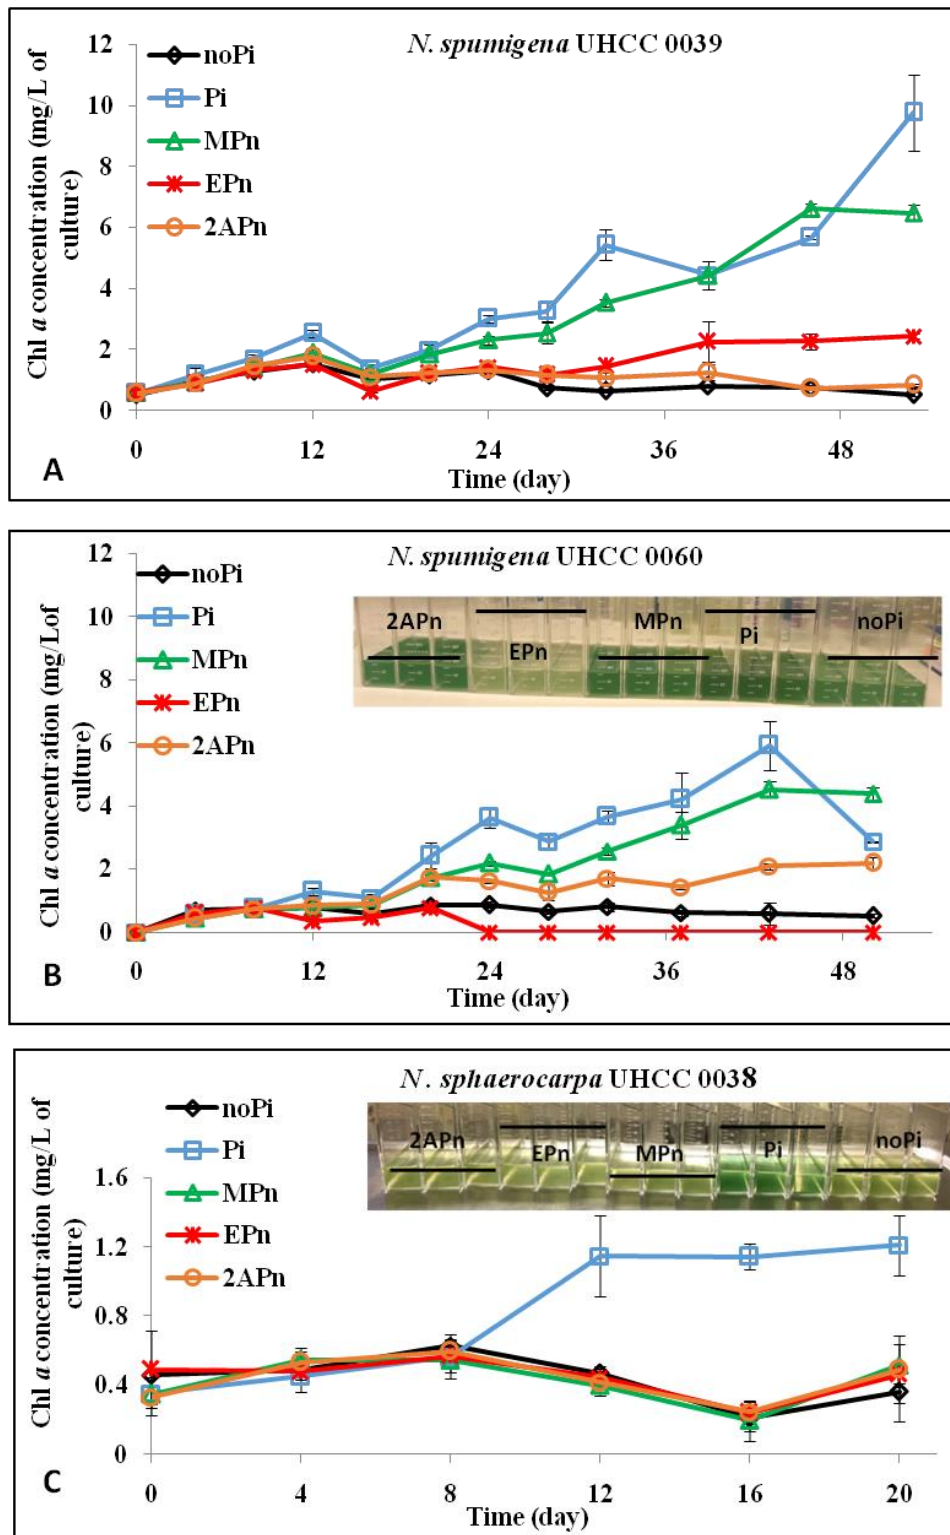 N. spumigena UHCC 0039
noPi
Pi
MPn
EPn
2APn
Chl a concentration (mg/L of
culture)
12
10
8
6
4
2
0
0 12 24 36 48
Time (day)
A
N. spumigena UHCC 0060
noPi
Pi
MPn
EPn
2APn
2APn EPn MPn Pi noPi
Chl a concentration (mg/Lof
culture)
12
10
8
6
4
2
0
0 12 24 36 48
Time (day)
B
N. sphaerocarpa UHCC 0038
noPi
Pi
MPn
EPn
2APn
2APn EPn MPn Pi noPi
Chl a concentration (mg/L of
culture)
1.6
1.2
0.8
0.4
0
0 4 8 12 16 20
Time (day)
C